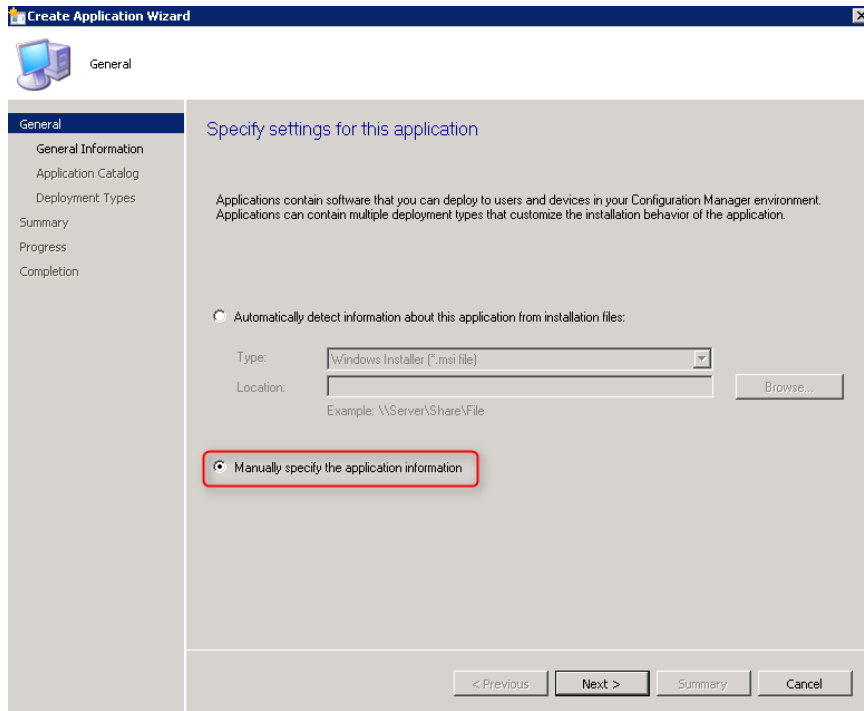 Create Application Wizard
General
General
General Information
Application Catalog
Deployment Types
Summary
Progress
Completion
Specify settings for this application
Applications contain software that you can deploy to users and devices in your Configuration Manager environment.
Applications can contain multiple deployment types that customize the installation behavior of the application.
Automatically detect information about this application from installation files:
Type:
Windows Installer (*.msi file)
Location:
Browse...
Example: \\Server\Share\File
Manually specify the application information
< Previous
Next >
Summary
Cancel